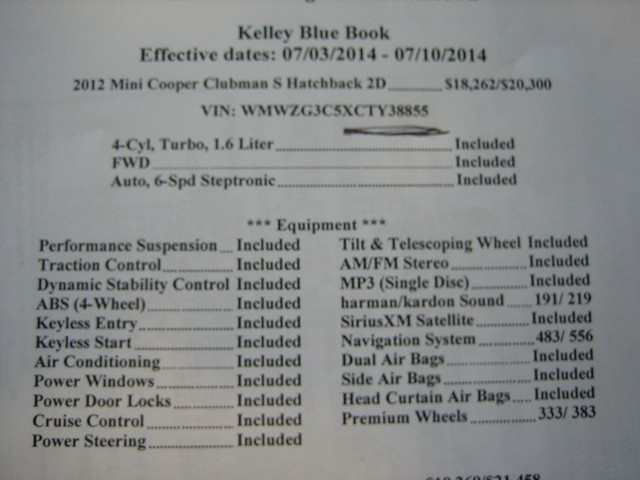 Kelley Blue Book
Effective dates: 07/03/2014 - 07/10/2014
2012 Mini Cooper Clubman S Hatchback 2D $18,262/$20,300
VIN: WMWZG3C5XCTY38855
4-Cyl, Turbo, 1.6 Liter Included
FWD Included
Auto, 6-Spd Steptronic Included
*** Equipment ***
Performance Suspension Included
Traction Control Included
Dynamic Stability Control Included
ABS (4-Wheel) Included
Keyless Entry Included
Keyless Start Included
Air Conditioning Included
Power Windows Included
Power Door Locks Included
Cruise Control Included
Power Steering Included
Tilt & Telescoping Wheel Included
AM/FM Stereo Included
MP3 (Single Disc) Included
harman/kardon Sound 191/ 219
SiriusXM Satellite Included
Navigation System 483/ 556
Dual Air Bags Included
Side Air Bags Included
Head Curtain Air Bags Included
Premium Wheels 333/ 383